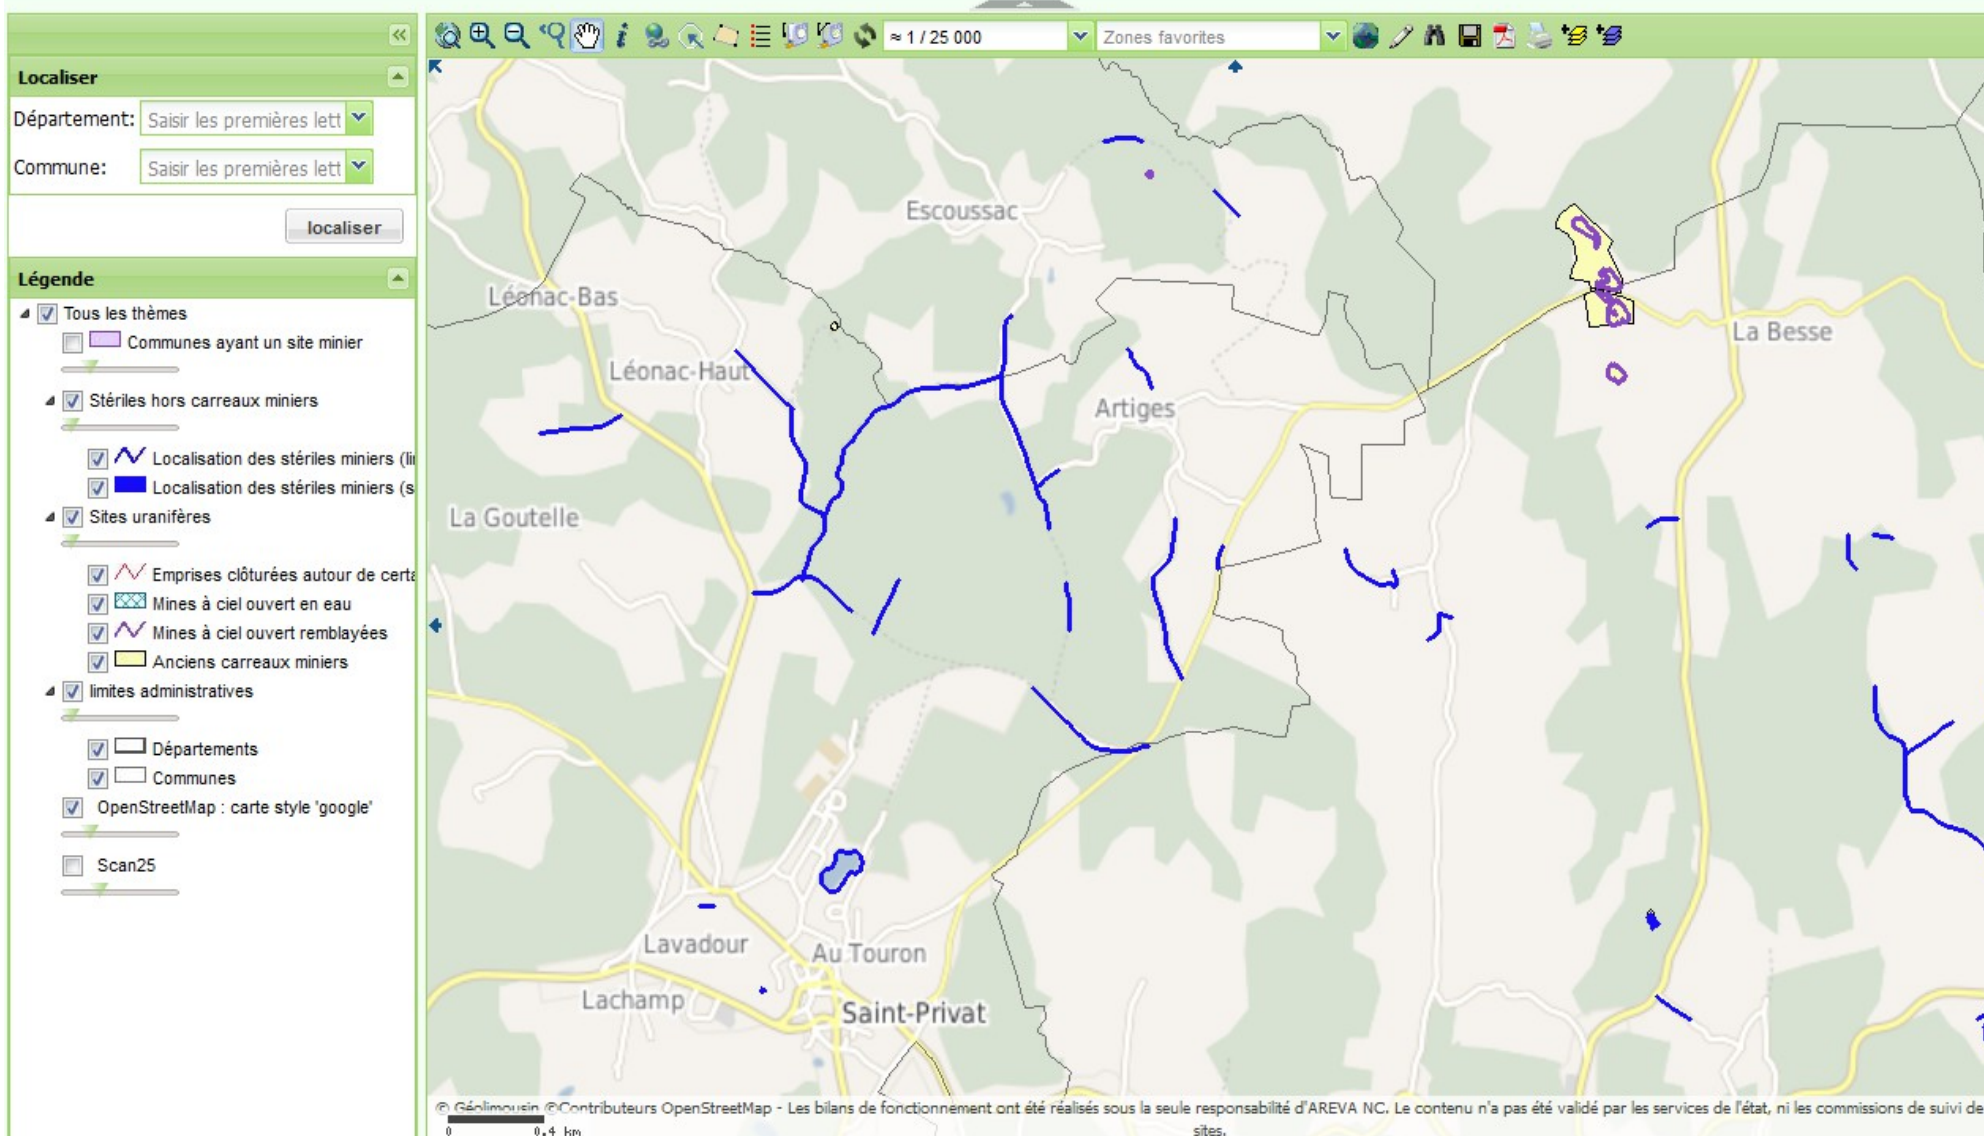 ≈ 1 / 25 000
Zones favorites
Localiser
Département:
Saisir les premières lett
Commune:
Saisir les premières lett
localiser
Légende
Tous les thèmes
Communes ayant un site minier
Stériles hors carreaux miniers
Localisation des stériles miniers (li
Localisation des stériles miniers (s
Sites uranifères
Emprises clôturées autour de certa
Mines à ciel ouvert en eau
Mines à ciel ouvert remblayées
Anciens carreaux miniers
limites administratives
Départements
Communes
OpenStreetMap : carte style 'google'
Scan25
Escoussac
Léonac-Bas
La Besse
Léonac-Haut
Artiges
La Goutelle
Lavadour
Au Touron
Lachamp
Saint-Privat
© Géolimousin ©Contributeurs OpenStreetMap - Les bilans de fonctionnement ont été réalisés sous la seule responsabilité d'AREVA NC. Le contenu n'a pas été validé par les services de l'état, ni les commissions de suivi de
sites.
0 0.4 km